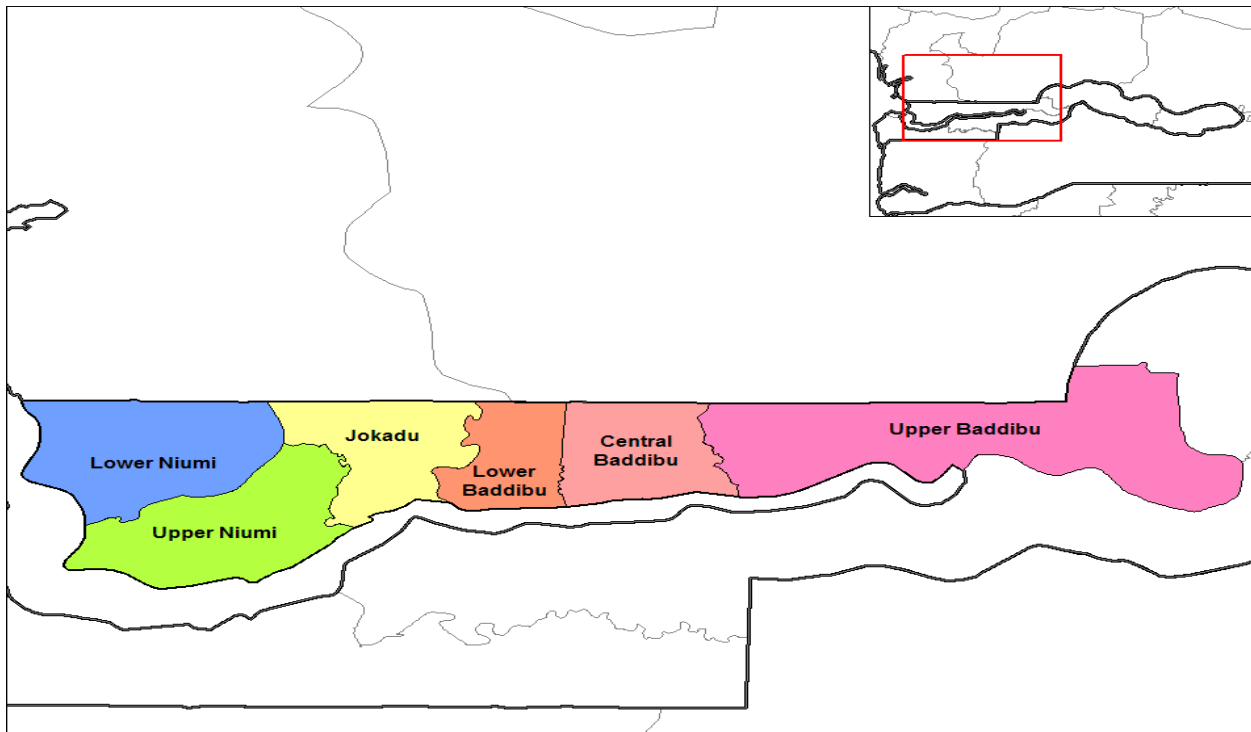 Lower Niumi
Upper Niumi
Jokadu
Lower
Baddibu
Central
Baddibu
Upper Baddibu